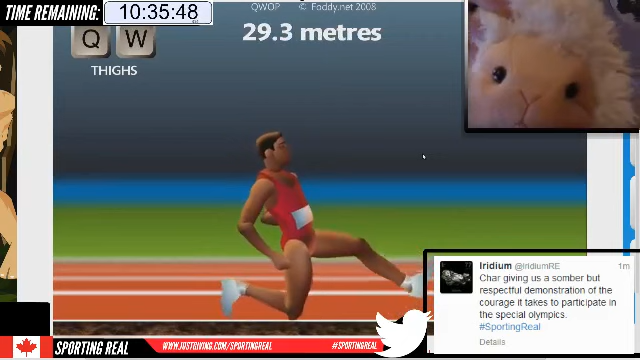 TIME REMAINING: 10:35:48
QWOP © Foddy.net 2008
Q W
29.3 metres
THIGHS
Iridium @IridiumRE 1m
Char giving us a somber but
respectful demonstration of the
courage it takes to participate in
the special olympics.
#SportingReal
Details
SPORTING REAL WWW.JUSTGIVING.COM/SPORTINGREAL #SPORTINGREAL